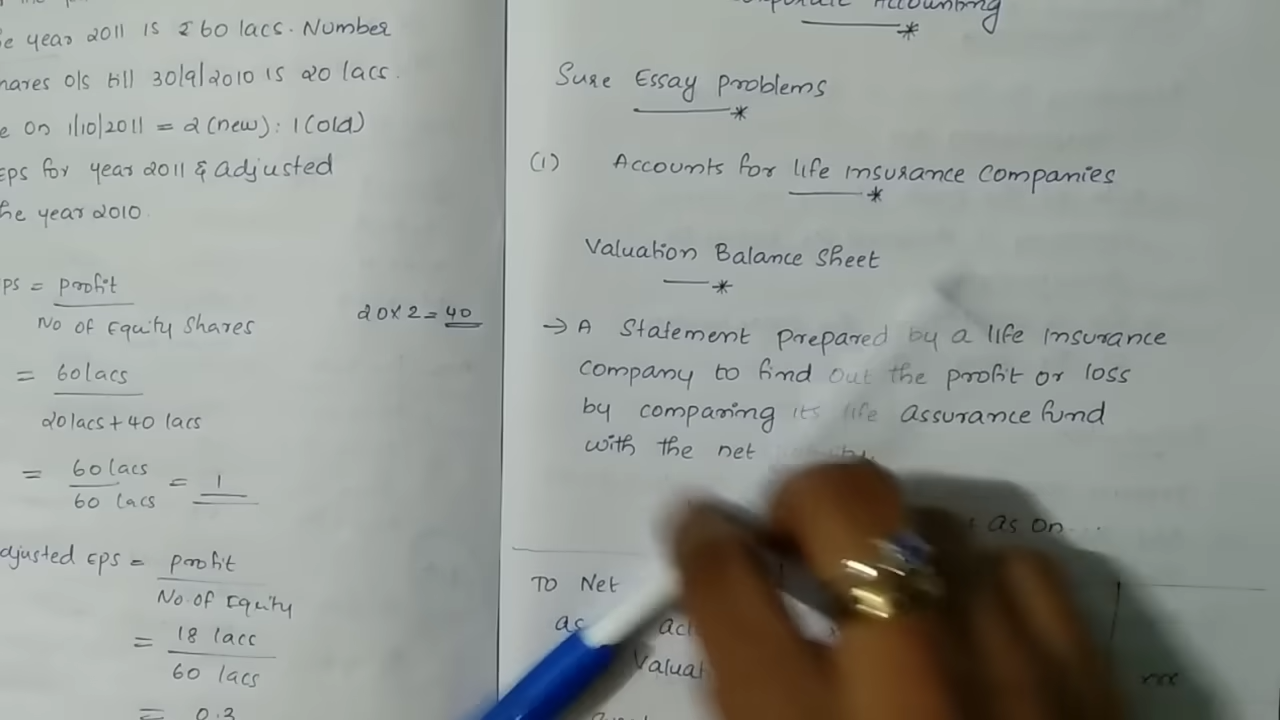 e year 2011 is ₹60 lacs. Number
hares o/s till 30/9/2010 is 20 lacs.
e on 1/10/2011 = 2 (new) : 1 (old)
EPS for year 2011 & adjusted
he year 2010.
PS = profit
No of Equity Shares
20 x 2 = 40
= 60 lacs
20 lacs + 40 lacs
= 60 lacs
60 lacs
= 1
djusted EPS = profit
No. of Equity
= 18 lacs
60 lacs
= 0.3
Accounting
Sure Essay problems
(1) Accounts for life insurance companies
Valuation Balance Sheet
→ A Statement prepared by a life insurance
company to find out the profit or loss
by comparing its life assurance fund
with the net
as on...
To Net
as
Valuat
xxx